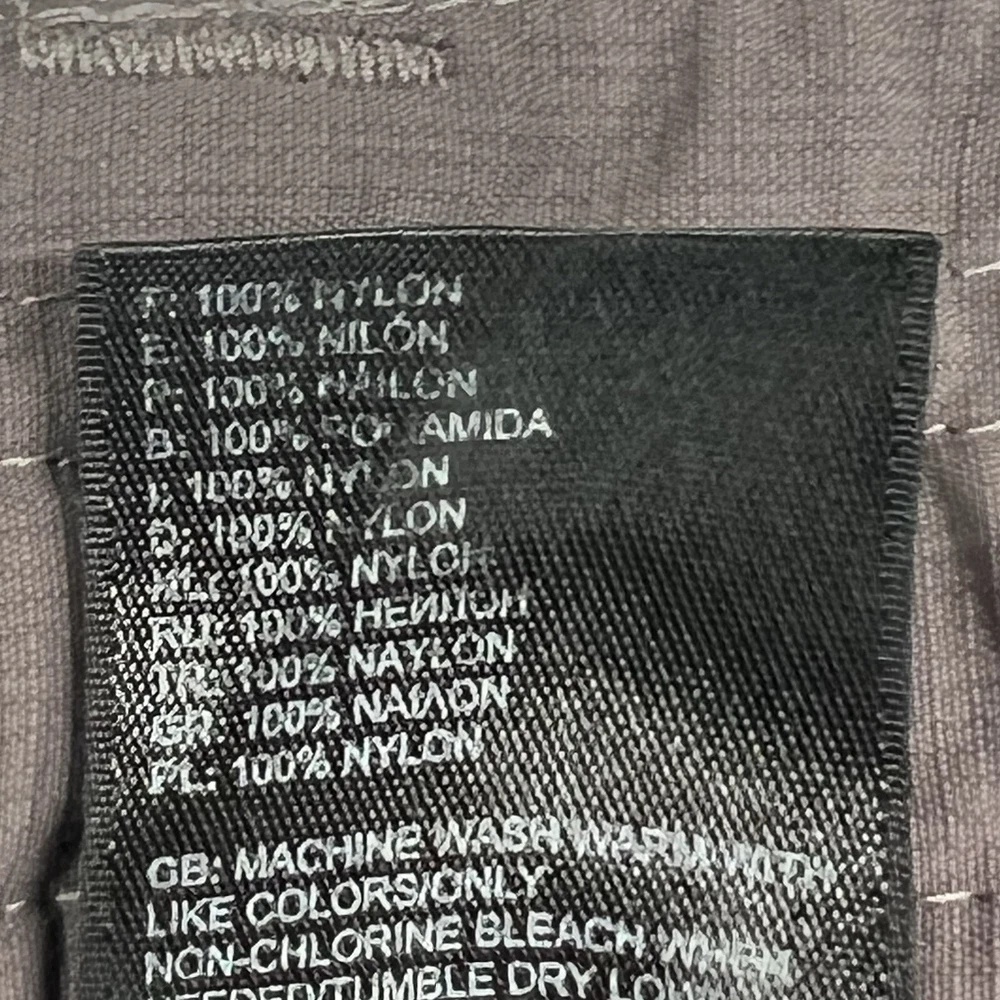 F: 100% NYLON
E: 100% NILÓN
P: 100% NÁILON
B: 100% POLIAMIDA
I: 100% NYLON
D: 100% NYLON
NL: 100% NYLON
RU: 100% НЕЙЛОН
TR: 100% NAYLON
GR: 100% ΝΑΪΛΟΝ
PL: 100% NYLON
GB: MACHINE WASH WARM WITH
LIKE COLORS/ONLY
NON-CHLORINE BLEACH, WHEN
NEEDED/TUMBLE DRY LOW